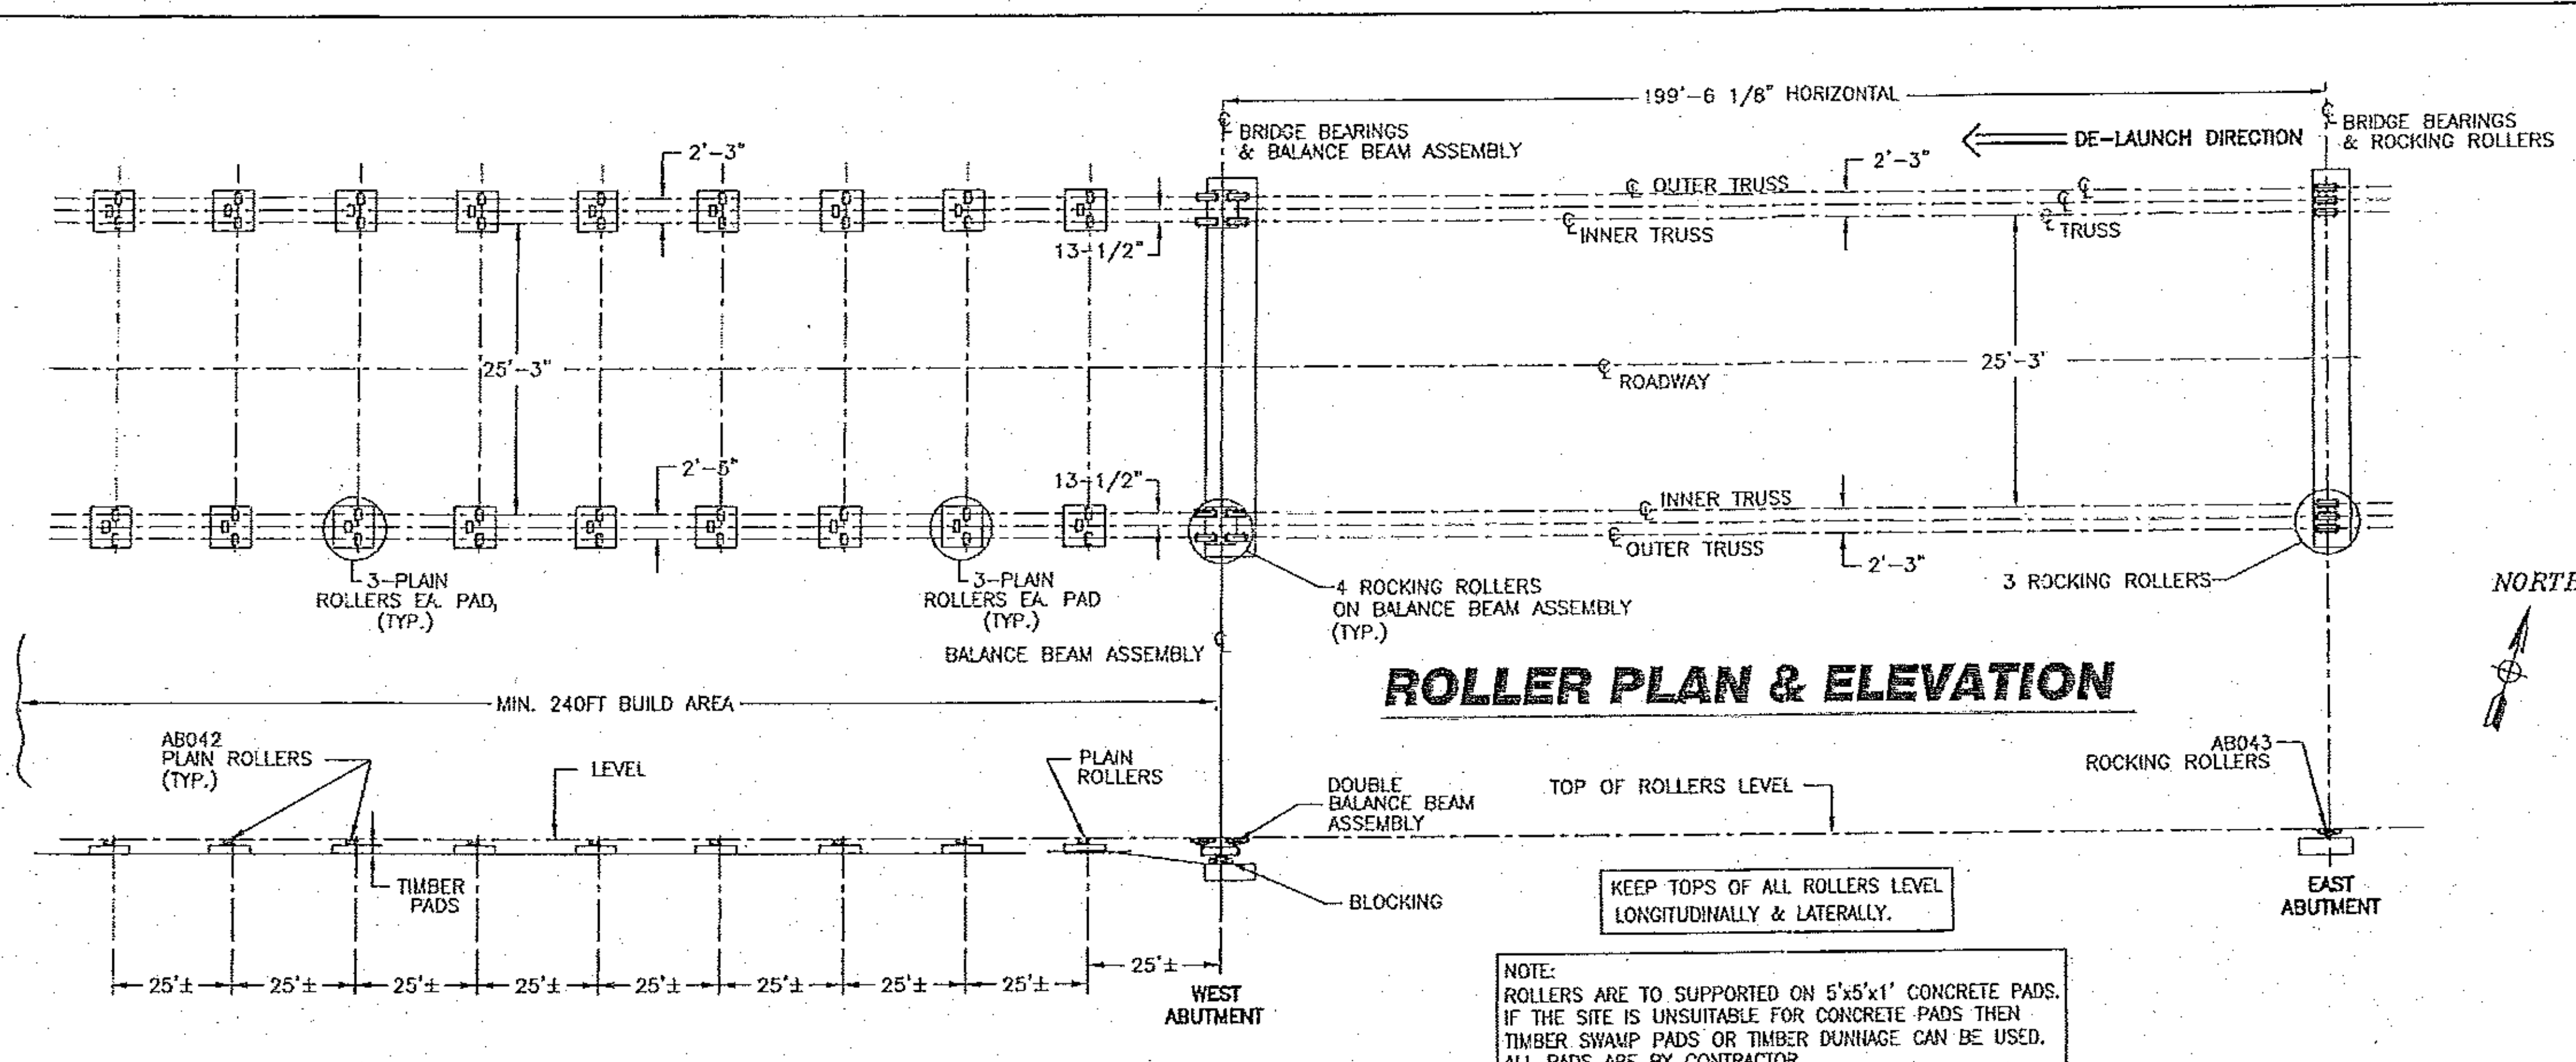 199'-6 1/8" HORIZONTAL
℄ BRIDGE BEARINGS
& BALANCE BEAM ASSEMBLY
DE-LAUNCH DIRECTION
℄ BRIDGE BEARINGS
& ROCKING ROLLERS
2'-3"
2'-3"
℄ OUTER TRUSS
℄
℄
℄ INNER TRUSS
℄ TRUSS
13-1/2"
25'-3"
25'-3"
℄ ROADWAY
2'-5"
13-1/2"
℄ INNER TRUSS
℄ OUTER TRUSS
2'-3"
3-PLAIN
ROLLERS EA. PAD,
(TYP.)
3-PLAIN
ROLLERS EA. PAD
(TYP.)
4 ROCKING ROLLERS
ON BALANCE BEAM ASSEMBLY
(TYP.)
3 ROCKING ROLLERS
NORTH
℄
BALANCE BEAM ASSEMBLY
ROLLER PLAN & ELEVATION
MIN. 240FT BUILD AREA
AB042
PLAIN ROLLERS
(TYP.)
LEVEL
PLAIN
ROLLERS
DOUBLE
BALANCE BEAM
ASSEMBLY
TOP OF ROLLERS LEVEL
AB043
ROCKING ROLLERS
TIMBER
PADS
BLOCKING
KEEP TOPS OF ALL ROLLERS LEVEL
LONGITUDINALLY & LATERALLY.
EAST
ABUTMENT
25'± 25'± 25'± 25'± 25'± 25'± 25'± 25'± 25'±
WEST
ABUTMENT
NOTE:
ROLLERS ARE TO SUPPORTED ON 5'x5'x1' CONCRETE PADS.
IF THE SITE IS UNSUITABLE FOR CONCRETE PADS THEN
TIMBER SWAMP PADS OR TIMBER DUNNAGE CAN BE USED.
ALL PADS ARE BY CONTRACTOR